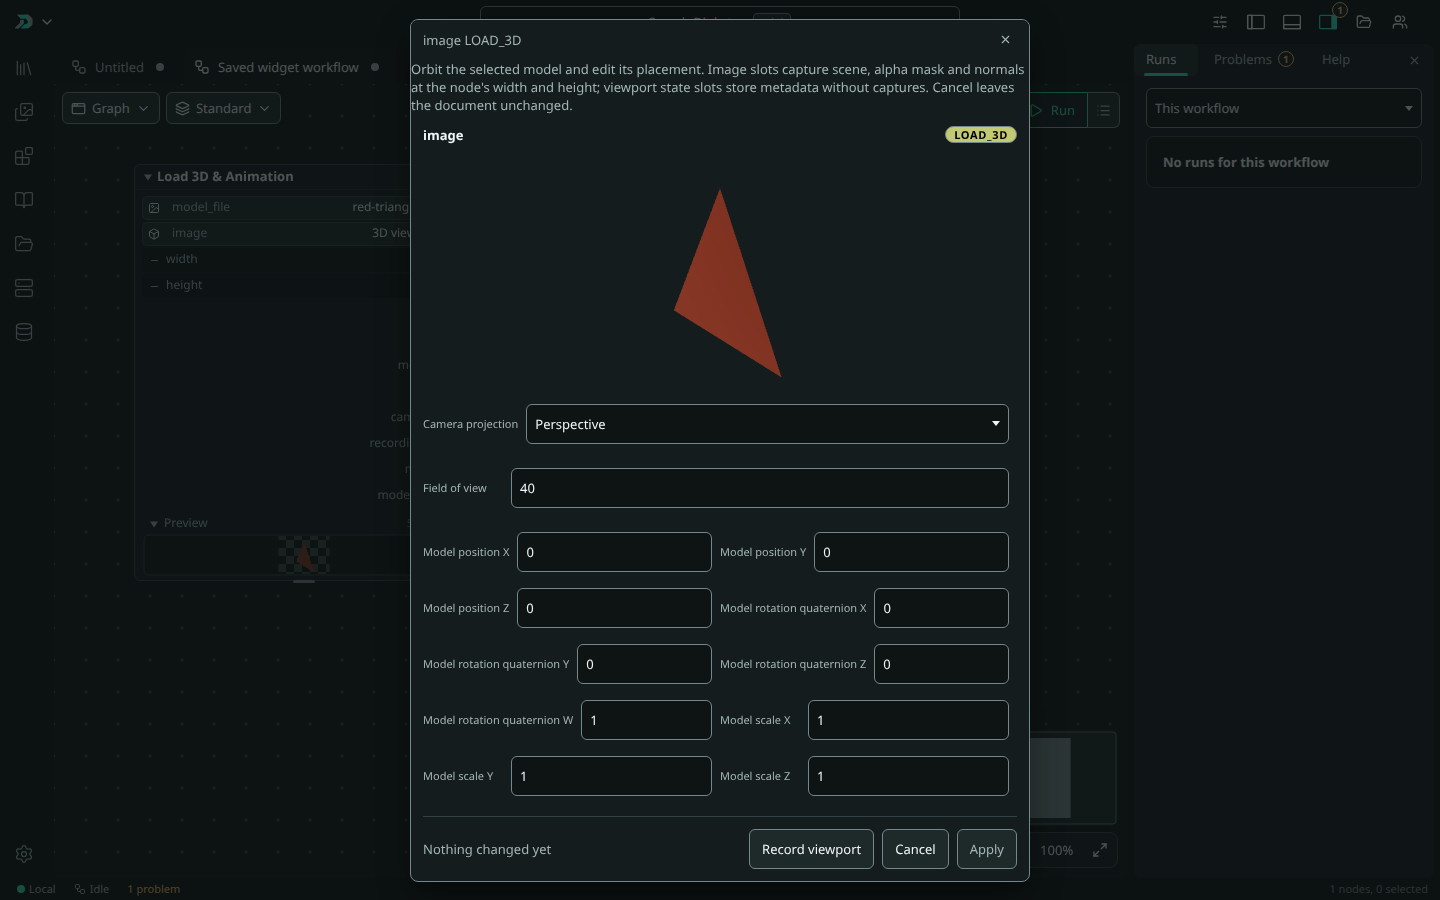 image LOAD_3D
Orbit the selected model and edit its placement. Image slots capture scene, alpha mask and normals
at the node's width and height; viewport state slots store metadata without captures. Cancel leaves
the document unchanged.
image
LOAD_3D
Camera projection
Perspective
Field of view
40
Model position X
0
Model position Y
0
Model position Z
0
Model rotation quaternion X
0
Model rotation quaternion Y
0
Model rotation quaternion Z
0
Model rotation quaternion W
1
Model scale X
1
Model scale Y
1
Model scale Z
1
Nothing changed yet
Record viewport
Cancel
Apply
Untitled
Saved widget workflow
Graph
Standard
Run
Load 3D & Animation
model_file
image
width
height
Preview
1
Runs
Problems
1
Help
This workflow
No runs for this workflow
100%
Local
Idle
1 problem
1 nodes, 0 selected